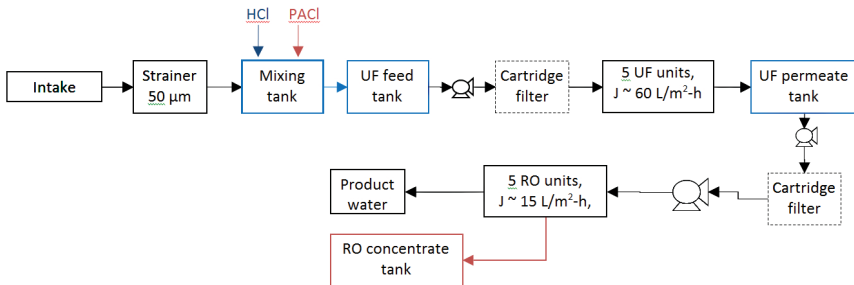 HCl
PACl
Intake
Strainer
50 µm
Mixing
tank
UF feed
tank
Cartridge
filter
5 UF units,
J ~ 60 L/m²-h
UF permeate
tank
Product
water
5 RO units,
J ~ 15 L/m²-h,
Cartridge
filter
RO concentrate
tank